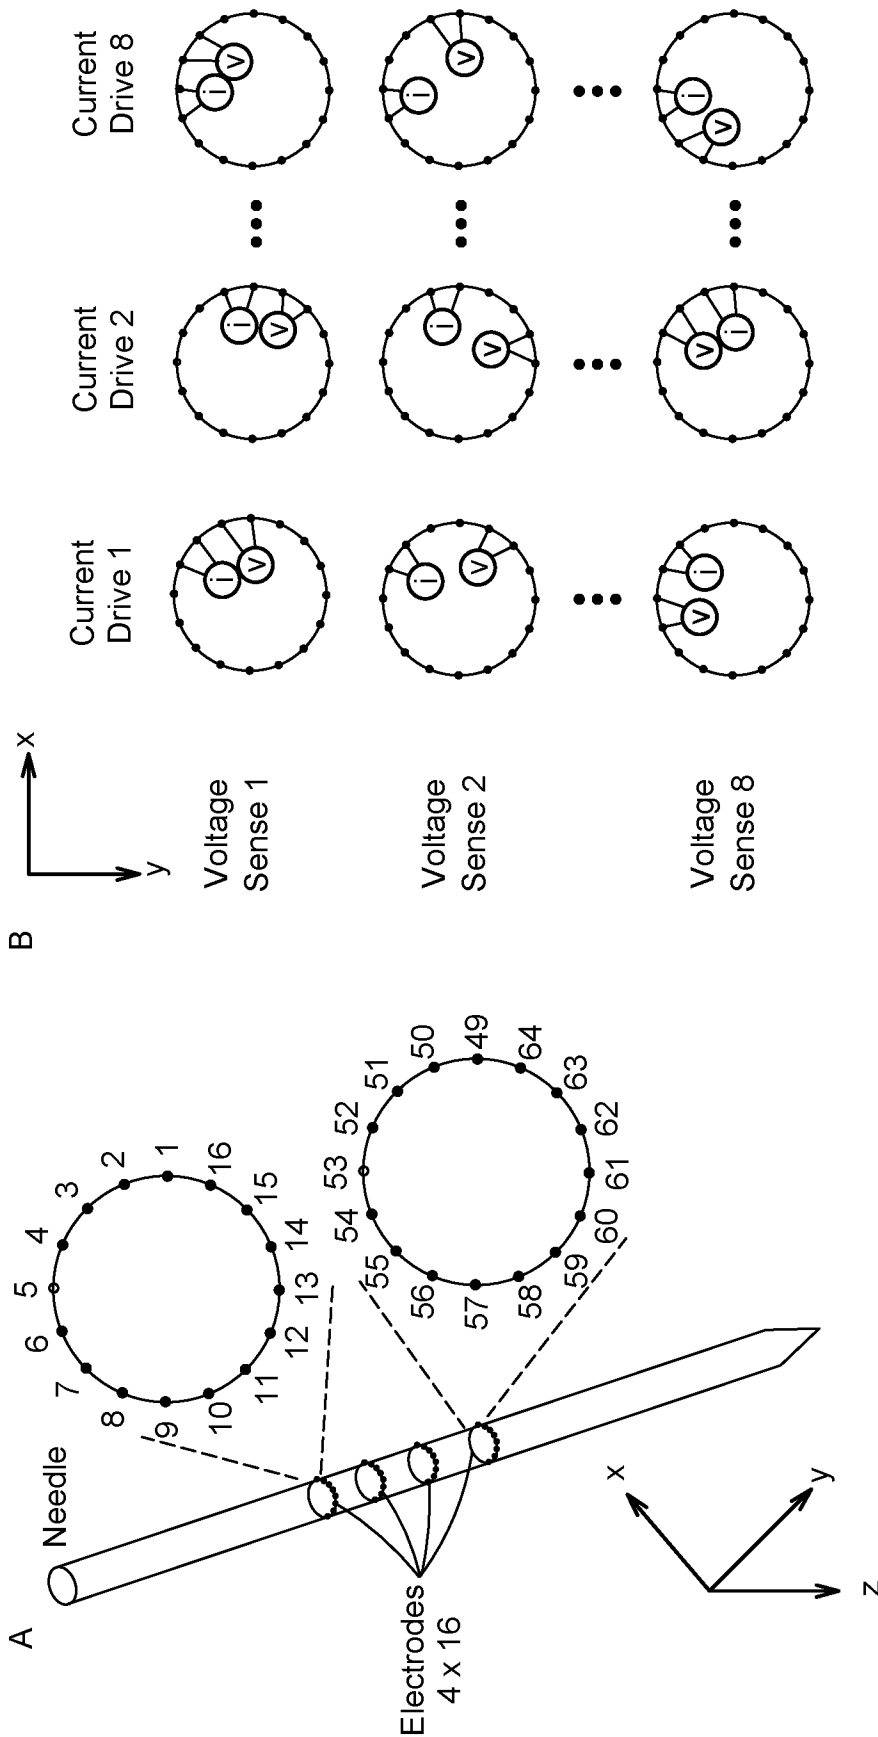 A
Needle
5
4
3
2
1
16
15
14
13
12
11
10
9
8
7
6
53
52
51
50
49
64
63
62
61
60
59
58
57
56
55
54
Electrodes
4 x 16
x
y
z
B
x
y
Current
Drive 1
Current
Drive 2
Current
Drive 8
Voltage
Sense 1
i
v
i
v
i
v
Voltage
Sense 2
i
v
i
v
i
v
Voltage
Sense 8
v
i
v
i
v
i